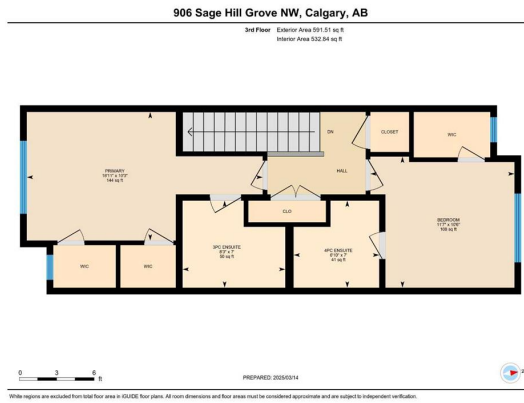 906 Sage Hill Grove NW, Calgary, AB
3rd Floor Exterior Area 591.51 sq ft
Interior Area 532.84 sq ft
DN
CLOSET
WIC
PRIMARY
144 sq ft
HALL
CLO
BEDROOM
11'7" x 10'6"
3PC ENSUITE
50 sq ft
4PC ENSUITE
6'10" x 7'
41 sq ft
WIC
WIC
0 3 6
ft
PREPARED: 2025/03/14
White regions are excluded from total floor area in iGUIDE floor plans. All room dimensions and floor areas must be considered approximate and are subject to independent verification.